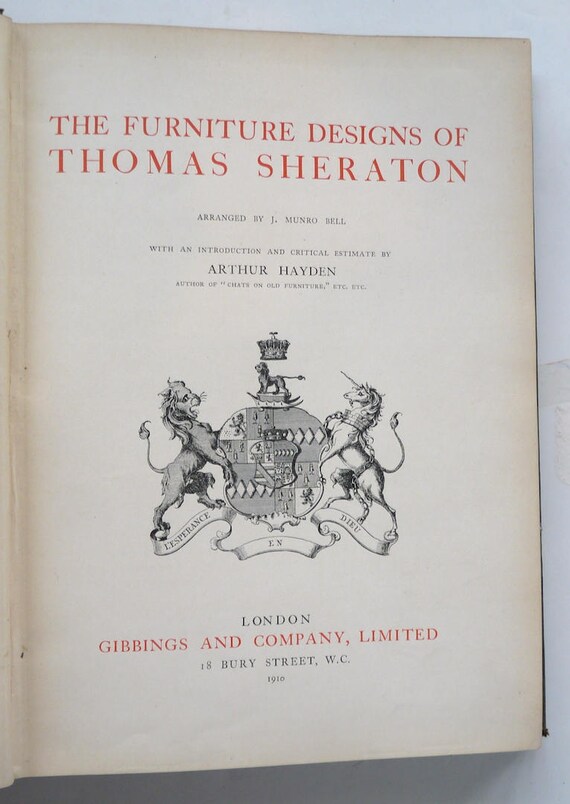 THE FURNITURE DESIGNS OF
THOMAS SHERATON
ARRANGED BY J. MUNRO BELL
WITH AN INTRODUCTION AND CRITICAL ESTIMATE BY
ARTHUR HAYDEN
AUTHOR OF "CHATS ON OLD FURNITURE," ETC. ETC.
L'ESPERANCE EN DIEU
LONDON
GIBBINGS AND COMPANY, LIMITED
18 BURY STREET, W.C.
1910